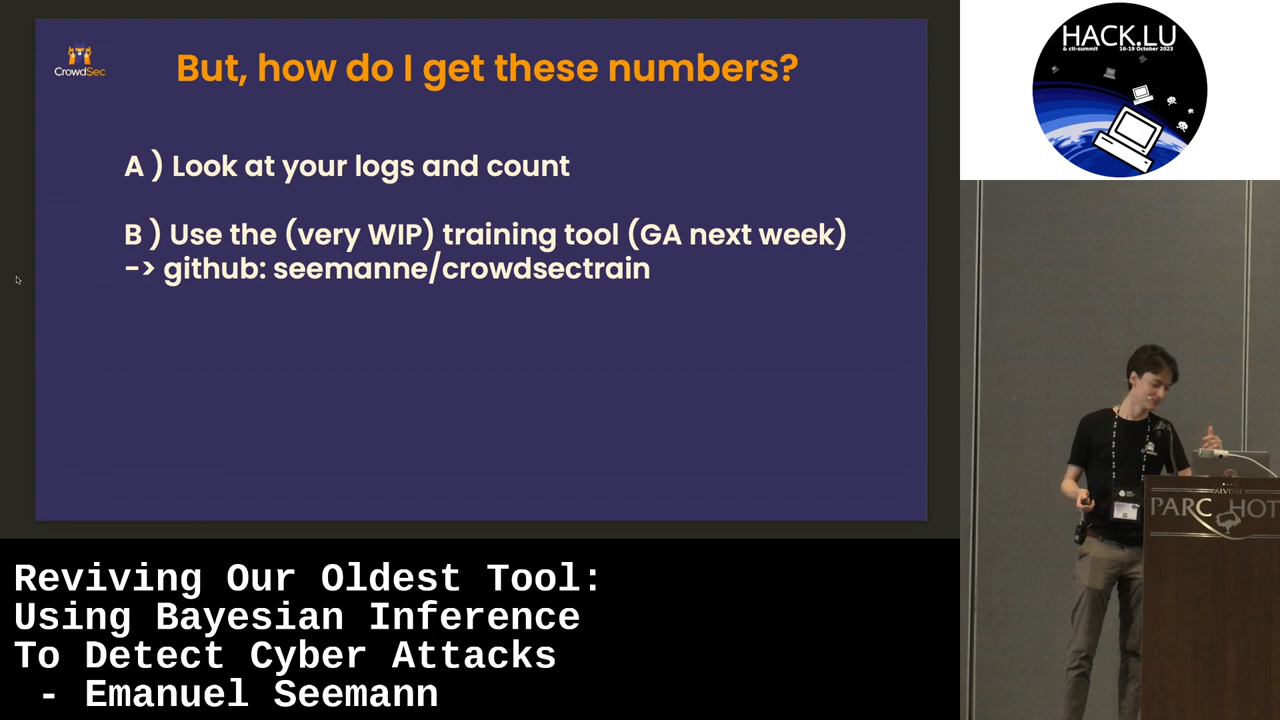 CrowdSec
But, how do I get these numbers?
A ) Look at your logs and count
B ) Use the (very WIP) training tool (GA next week)
-> github: seemanne/crowdsectrain
HACK.LU
& cti-summit 16-19 October 2023
ALVISSE
PARC HOT
Reviving Our Oldest Tool:
Using Bayesian Inference
To Detect Cyber Attacks
- Emanuel Seemann